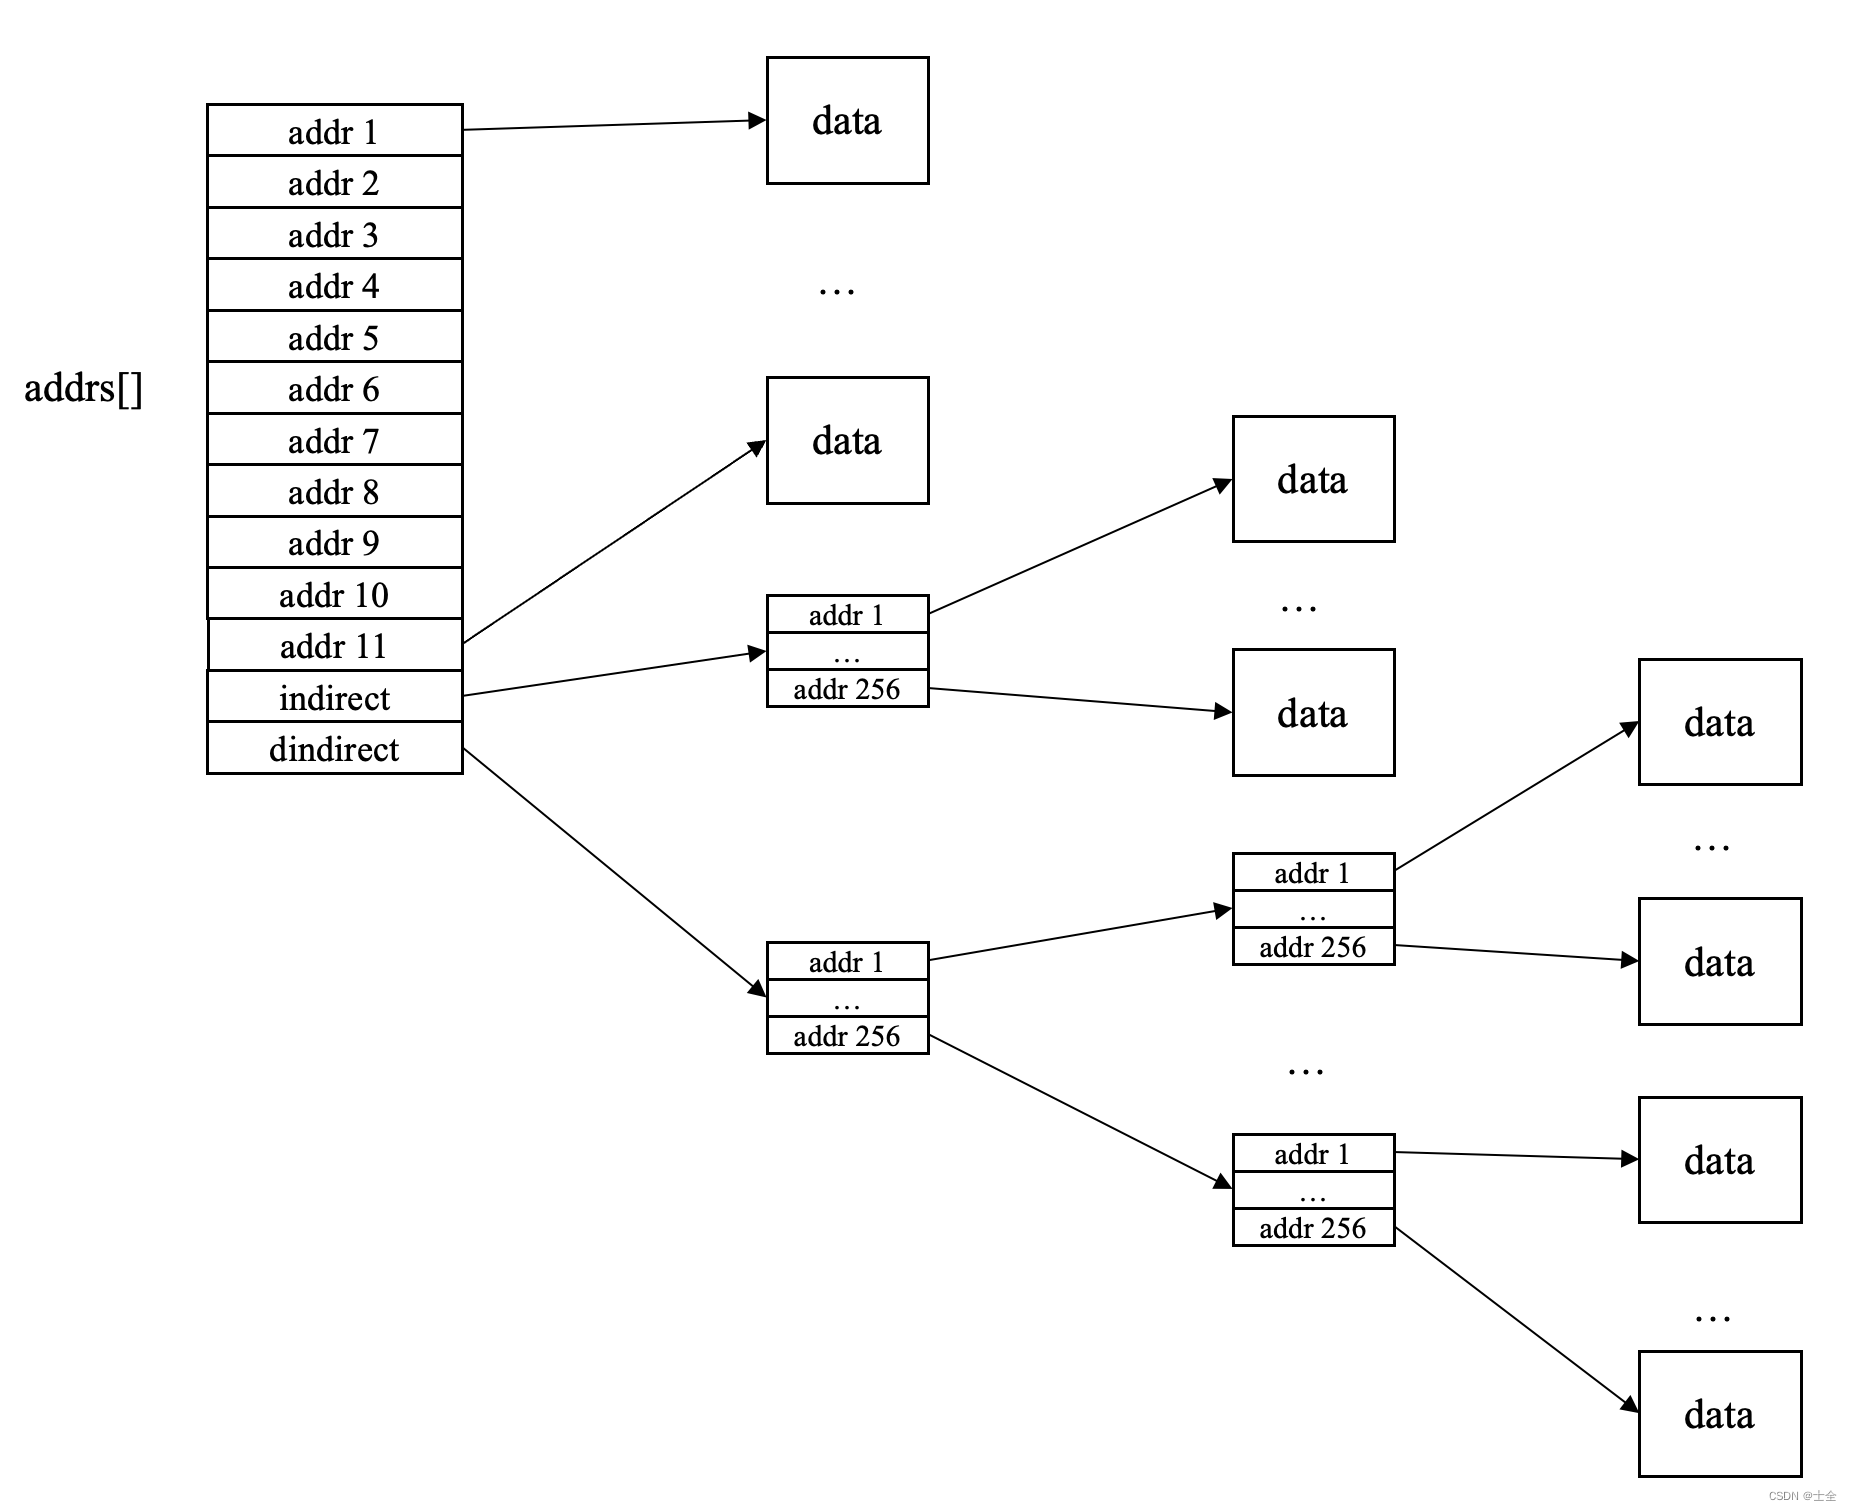 addrs[]
addr 1
addr 2
addr 3
addr 4
addr 5
addr 6
addr 7
addr 8
addr 9
addr 10
addr 11
indirect
dindirect
data
…
data
addr 1
…
addr 256
addr 1
…
addr 256
data
…
data
addr 1
…
addr 256
…
addr 1
…
addr 256
data
…
data
data
…
data
CSDN @士全